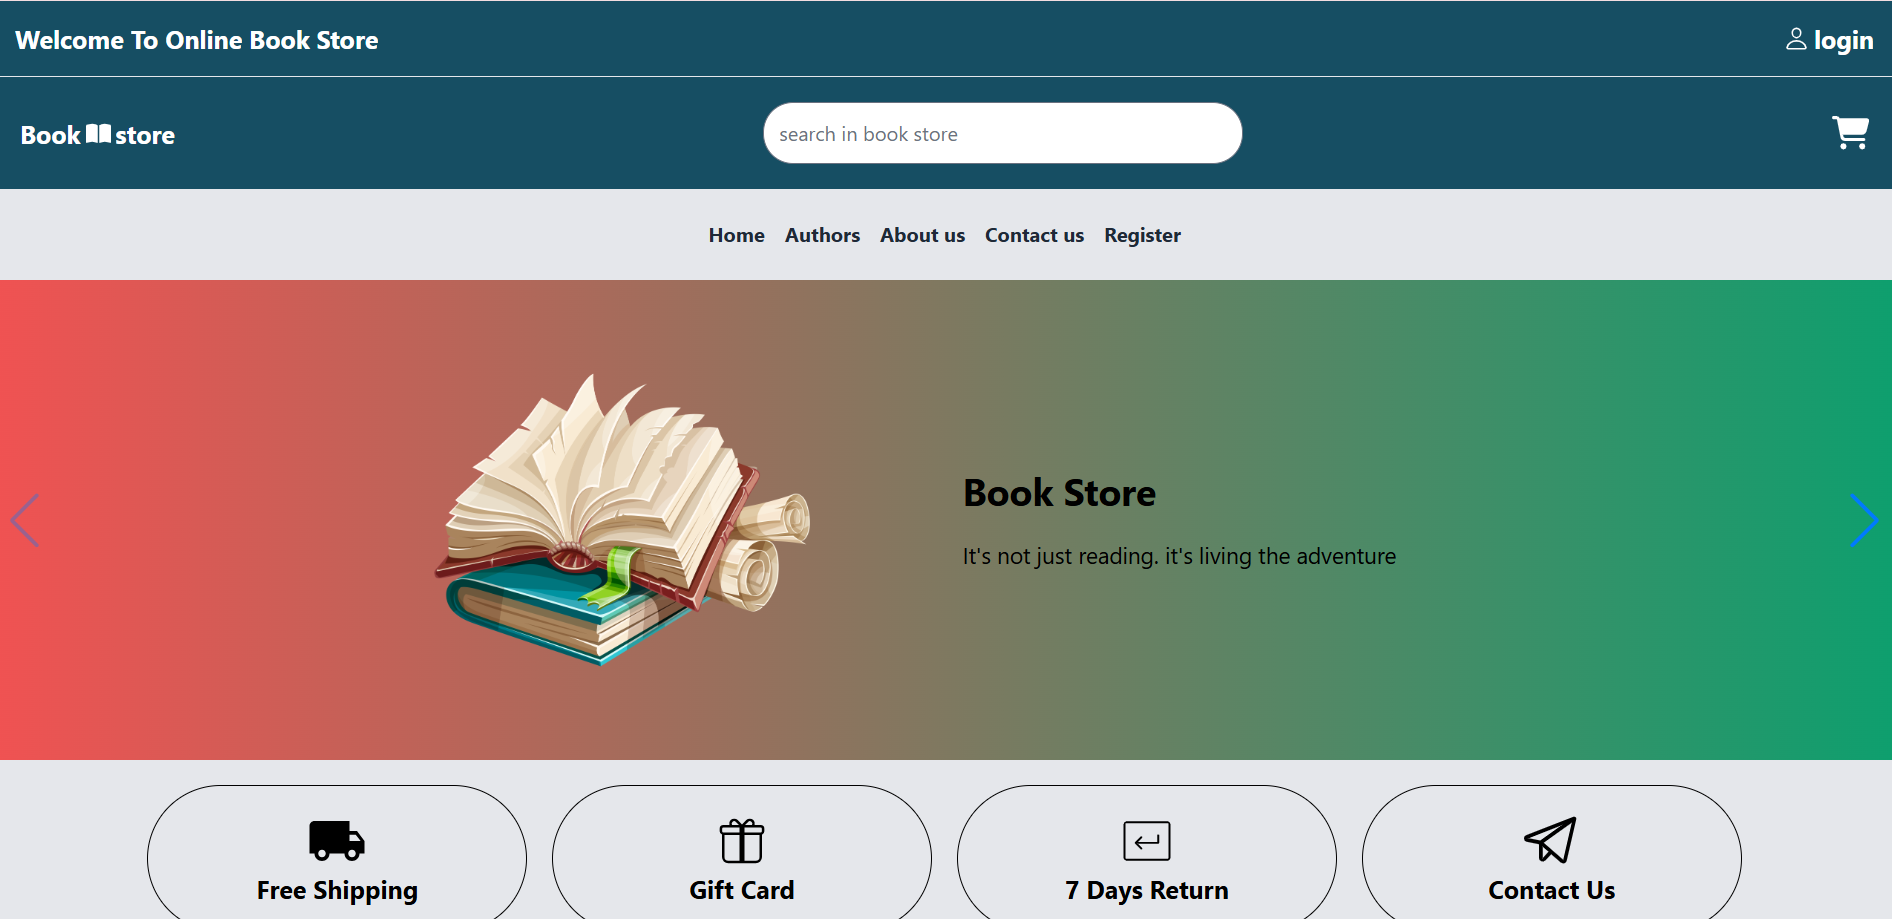 Welcome To Online Book Store
login
Book store
search in book store
Home Authors About us Contact us Register
Book Store
It's not just reading. it's living the adventure
Free Shipping
Gift Card
7 Days Return
Contact Us